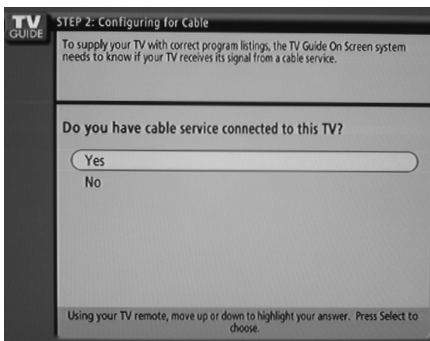 TV
GUIDE
STEP 2: Configuring for Cable
To supply your TV with correct program listings, the TV Guide On Screen system
needs to know if your TV receives its signal from a cable service.
Do you have cable service connected to this TV?
Yes
No
Using your TV remote, move up or down to highlight your answer. Press Select to
choose.